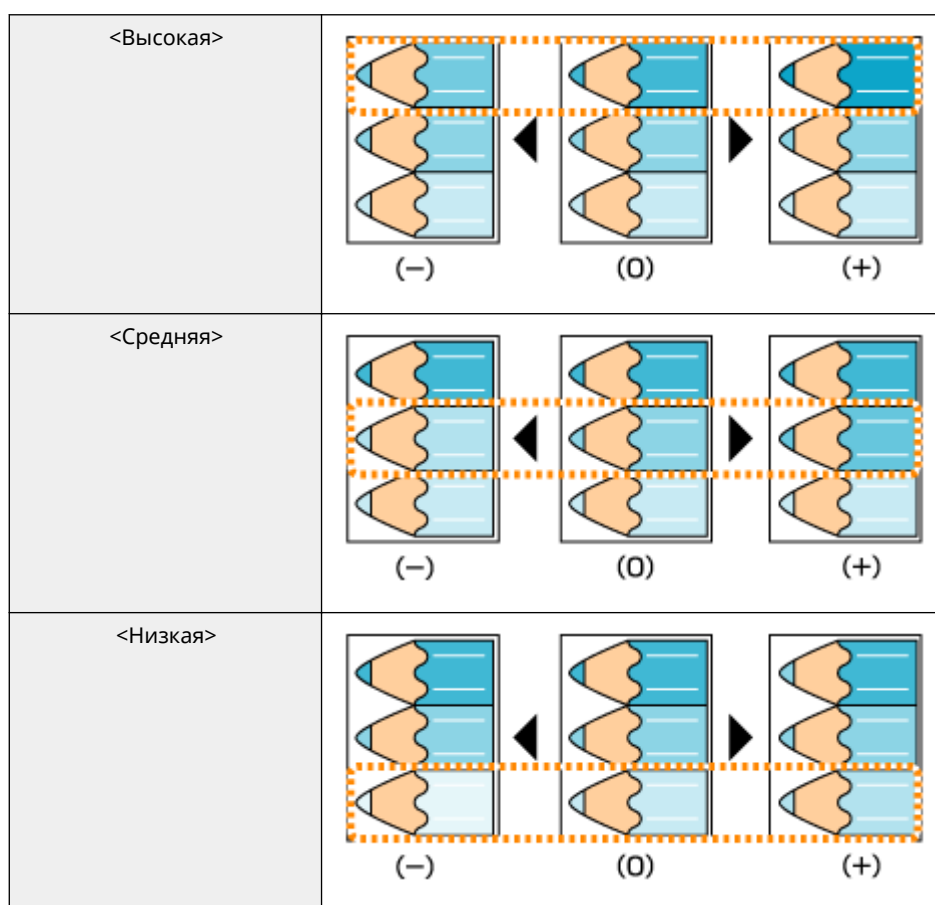 <Высокая>
(−) (0) (+)
<Средняя>
(−) (0) (+)
<Низкая>
(−) (0) (+)